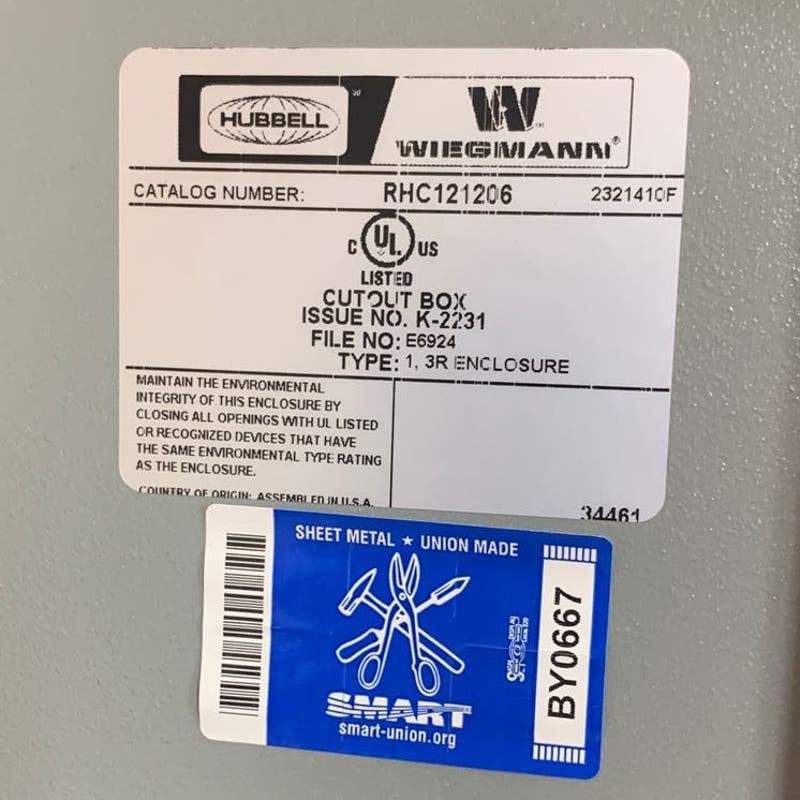 HUBBELL
WIEGMANN®
CATALOG NUMBER: RHC121206 2321410F
C UL US
LISTED
CUTOUT BOX
ISSUE NO. K-2231
FILE NO: E6924
TYPE: 1, 3R ENCLOSURE
MAINTAIN THE ENVIRONMENTAL
INTEGRITY OF THIS ENCLOSURE BY
CLOSING ALL OPENINGS WITH UL LISTED
OR RECOGNIZED DEVICES THAT HAVE
THE SAME ENVIRONMENTAL TYPE RATING
AS THE ENCLOSURE.
COUNTRY OF ORIGIN: ASSEMBLED IN U.S.A.
34461
SHEET METAL ★ UNION MADE
SMART
smart-union.org
BY0667